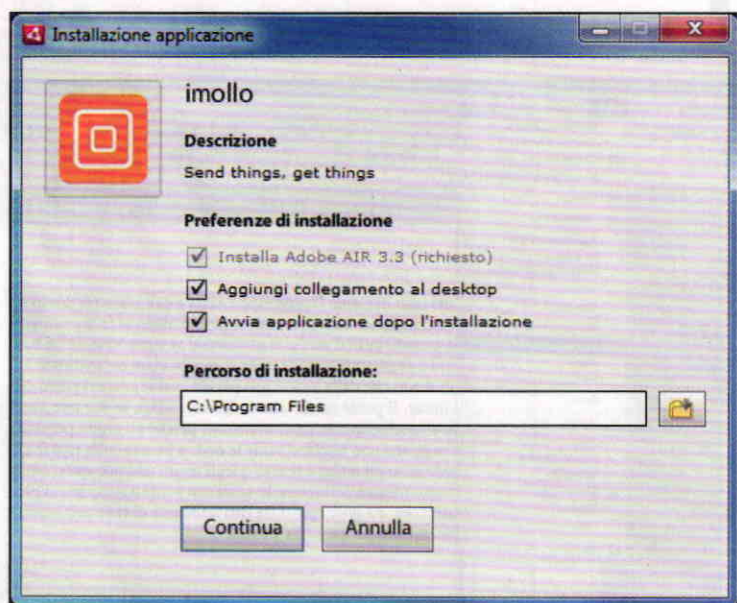 Installazione applicazione
imollo
Descrizione
Send things, get things
Preferenze di installazione
Installa Adobe AIR 3.3 (richiesto)
Aggiungi collegamento al desktop
Avvia applicazione dopo l'installazione
Percorso di installazione:
C:\Program Files
Continua
Annulla